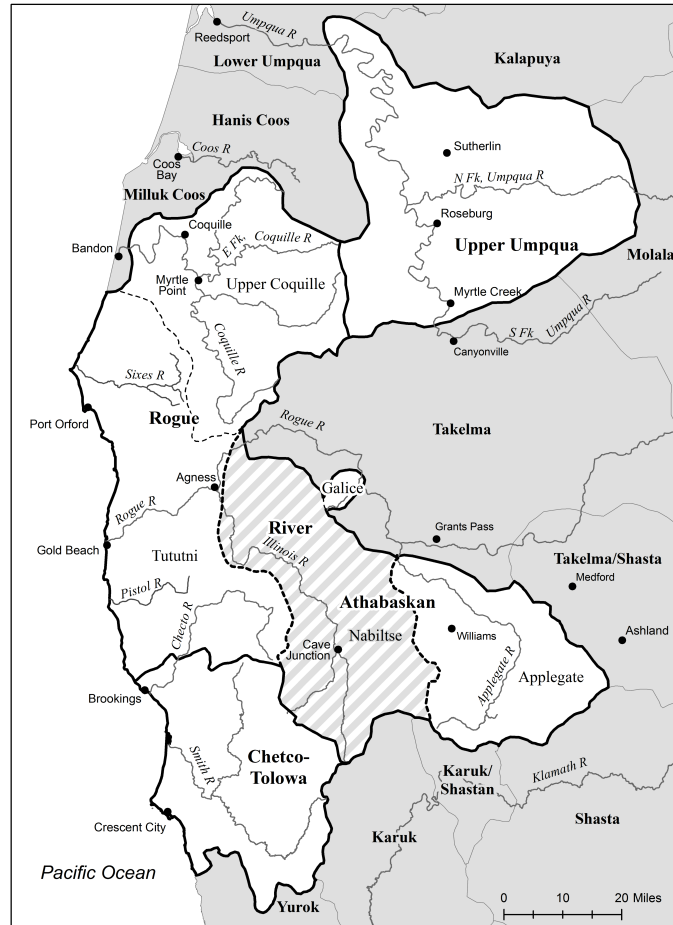 Umpqua R
Reedsport
Lower Umpqua
Kalapuya
Hanis Coos
Sutherlin
Coos R
Coos
Bay
N Fk, Umpqua R
Milluk Coos
Roseburg
Coquille
E Fk, Coquille R
Upper Umpqua
Bandon
Molala
Myrtle
Point
Upper Coquille
Myrtle Creek
S Fk Umpqua R
Coquille R
Canyonville
Sixes R
Port Orford
Rogue
Rogue R
Takelma
Agness
Galice
Rogue R
River
Grants Pass
Gold Beach
Tututni
Illinois R
Takelma/Shasta
Medford
Pistol R
Athabaskan
Checto R
Nabiltse
Williams
Ashland
Cave
Junction
Applegate R
Applegate
Brookings
Chetco-
Tolowa
Smith R
Karuk/
Shastan
Klamath R
Crescent City
Shasta
Karuk
Pacific Ocean
Yurok
0 10 20 Miles